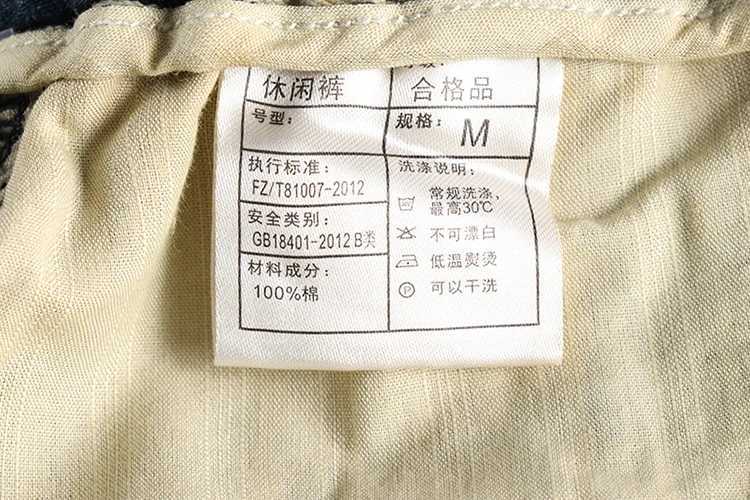 休闲裤
合格品
号型：
规格： M
执行标准：
FZ/T81007-2012
安全类别：
GB18401-2012 B类
材料成分：
100%棉
洗涤说明：
常规洗涤，
最高30℃
不可漂白
低温熨烫
P 可以干洗